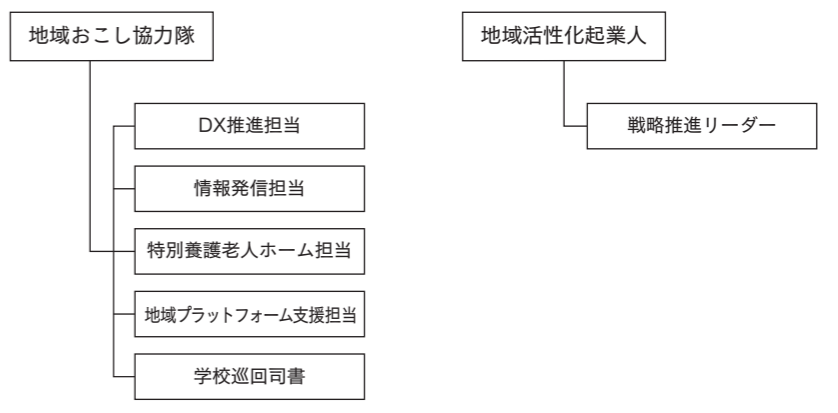 地域おこし協力隊
DX推進担当
情報発信担当
特別養護老人ホーム担当
地域プラットフォーム支援担当
学校巡回司書
地域活性化起業人
戦略推進リーダー